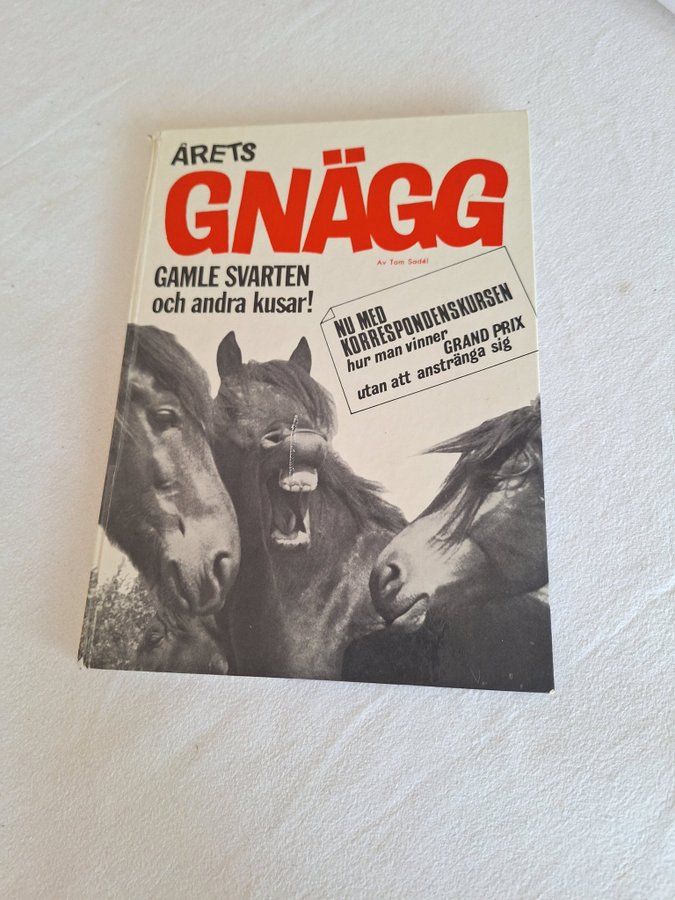 ÅRETS
GNÄGG
Av Tom Sadél
GAMLE SVARTEN
och andra kusar!
NU MED
KORRESPONDENSKURSEN
hur man vinner
GRAND PRIX
utan att anstränga sig